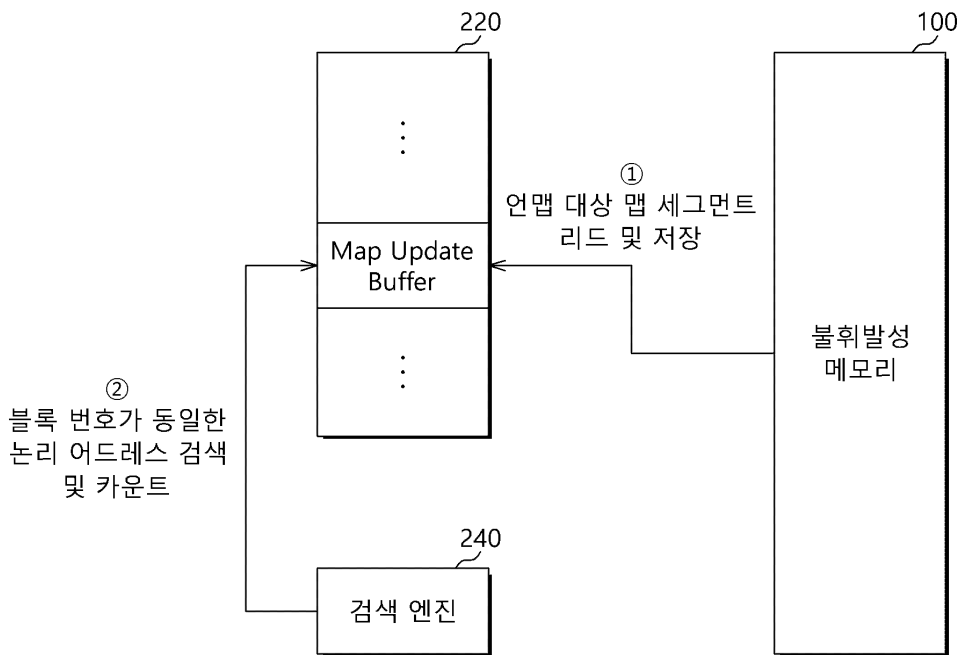 220
100
⋮
①
언맵 대상 맵 세그먼트
리드 및 저장
Map Update
Buffer
불휘발성
메모리
⋮
②
블록 번호가 동일한
논리 어드레스 검색
및 카운트
240
검색 엔진